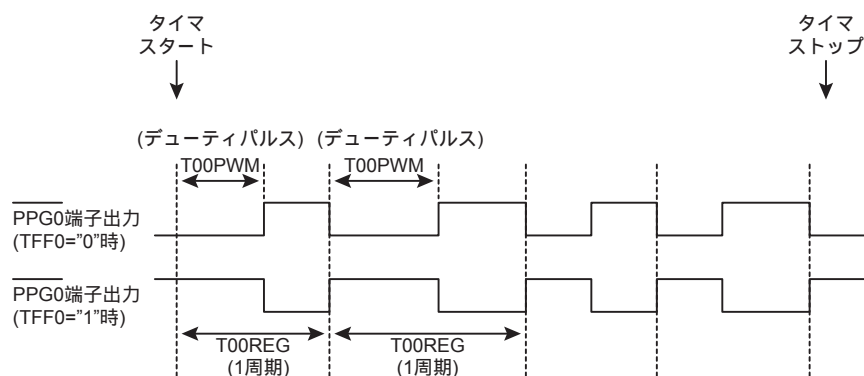 タイマ
スタート
タイマ
ストップ
(デューティパルス) (デューティパルス)
T00PWM
T00PWM
PPG0端子出力
(TFF0=”0”時)
PPG0端子出力
(TFF0=”1”時)
T00REG
(1周期)
T00REG
(1周期)